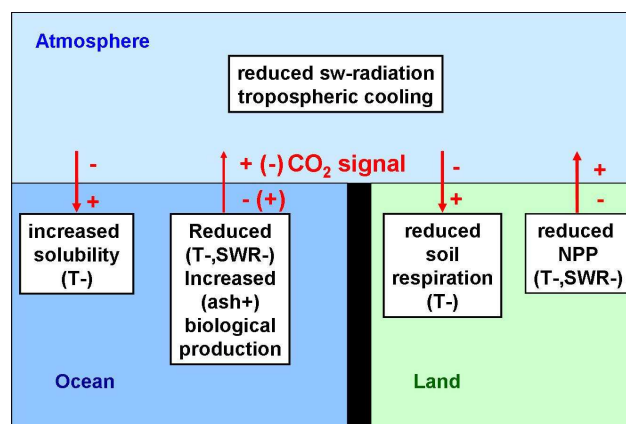 Atmosphere
reduced sw-radiation
tropospheric cooling
-
+ (-) CO₂ signal
-
+
+
- (+)
+
-
increased
solubility
(T-)
Reduced
(T-,SWR-)
Increased
(ash+)
biological
production
reduced
soil
respiration
(T-)
reduced
NPP
(T-,SWR-)
Ocean
Land